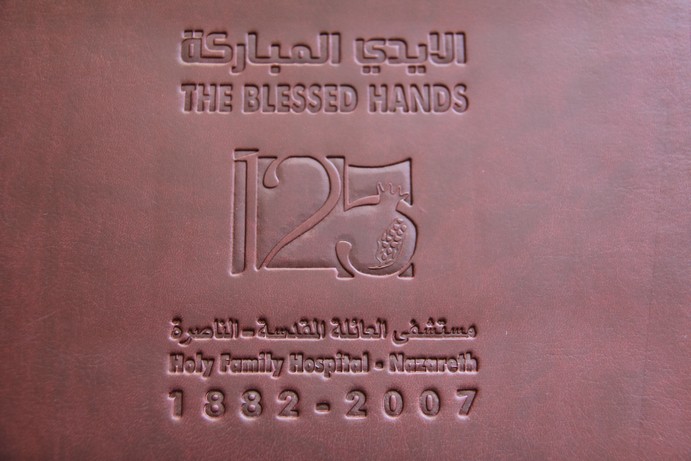 الايدي المباركة
THE BLESSED HANDS
125
مستشفى العائلة المقدسة - الناصرة
Holy Family Hospital - Nazareth
1882-2007